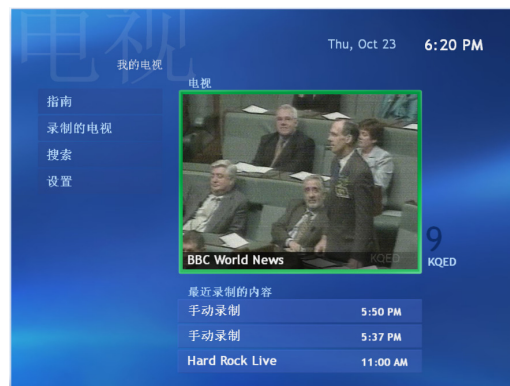 电视
Thu, Oct 23 6:20 PM
我的电视
电视
指南
录制的电视
搜索
设置
BBC World News
KQED
9
KQED
最近录制的内容
手动录制 5:50 PM
手动录制 5:37 PM
Hard Rock Live 11:00 AM